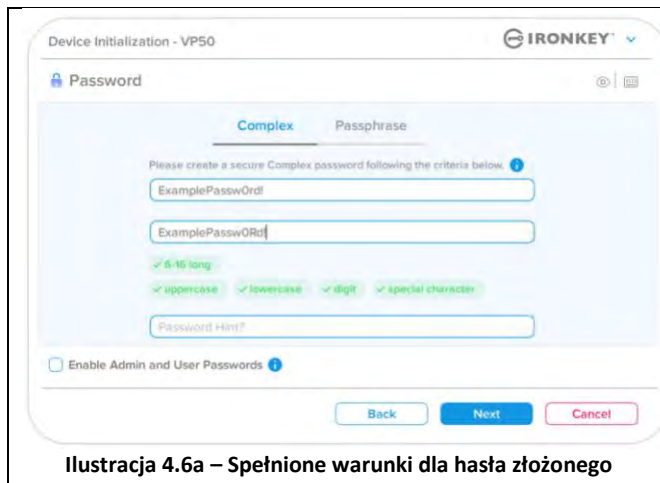 Device Initialization - VP50
IRONKEY
Password
Complex Passphrase
Please create a secure Complex password following the criteria below.
ExamplePassw0rd!
ExamplePassw0Rd!
✓ 6-16 long
✓ uppercase ✓ lowercase ✓ digit ✓ special character
Password Hint?
Enable Admin and User Passwords
Back Next Cancel
Ilustracja 4.6a – Spełnione warunki dla hasła złożonego